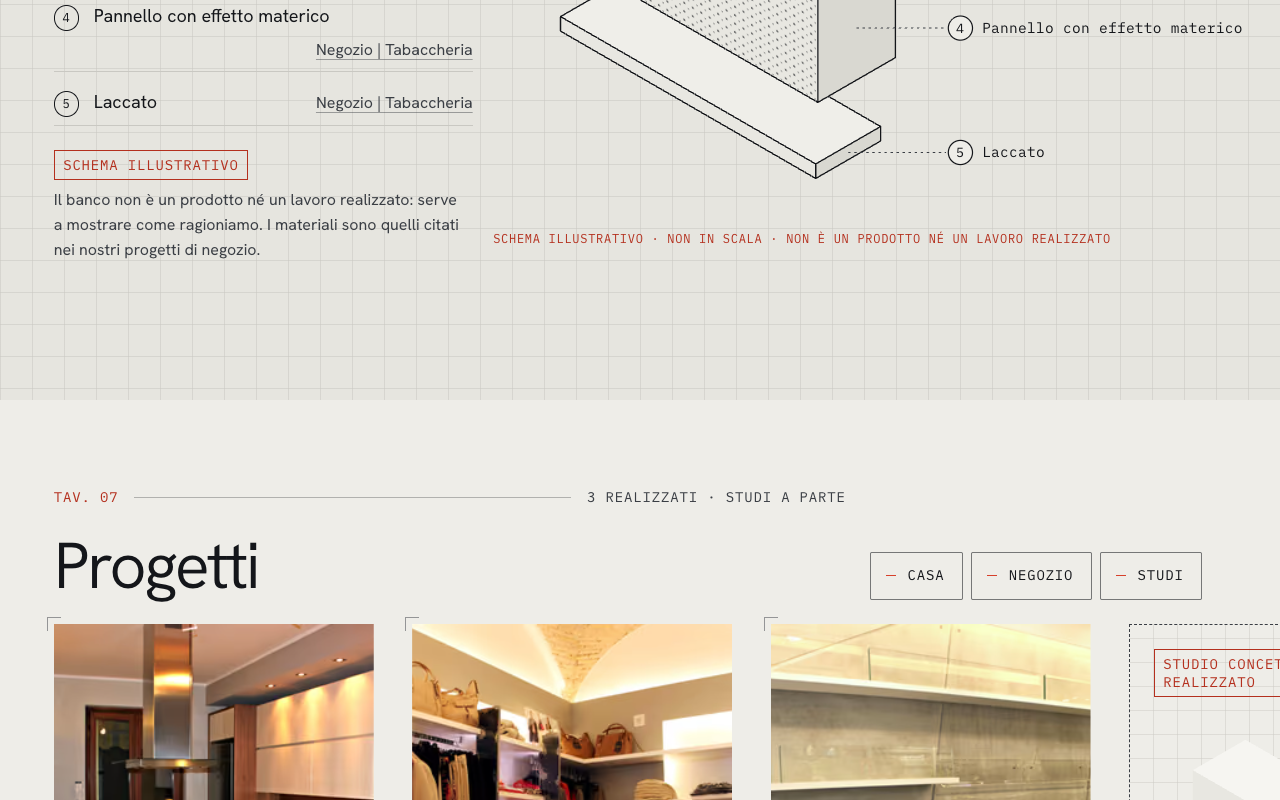 4 Pannello con effetto materico
Negozio | Tabaccheria
5 Laccato
Negozio | Tabaccheria
SCHEMA ILLUSTRATIVO
Il banco non è un prodotto né un lavoro realizzato: serve
a mostrare come ragioniamo. I materiali sono quelli citati
nei nostri progetti di negozio.
4 Pannello con effetto materico
5 Laccato
SCHEMA ILLUSTRATIVO · NON IN SCALA · NON È UN PRODOTTO NÉ UN LAVORO REALIZZATO
TAV. 07
3 REALIZZATI · STUDI A PARTE
Progetti
— CASA
— NEGOZIO
— STUDI
STUDIO CONCET
REALIZZATO